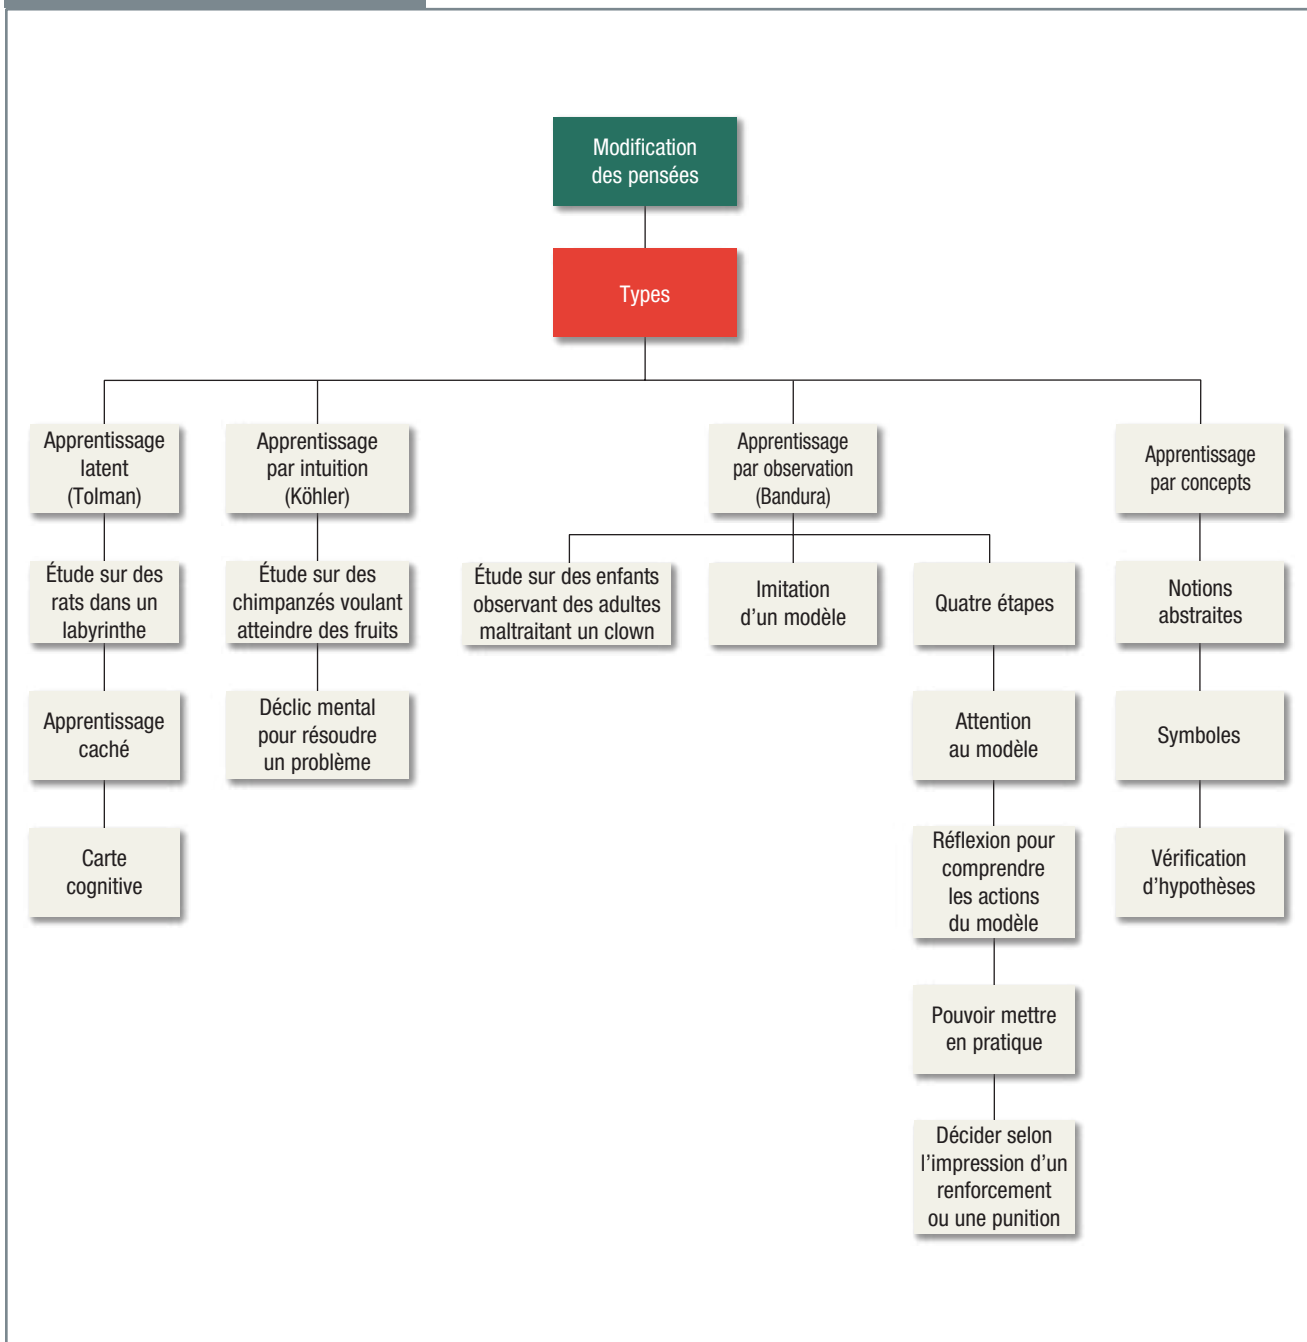 Modification
des pensées
Types
Apprentissage
latent
(Tolman)
Apprentissage
par intuition
(Köhler)
Apprentissage
par observation
(Bandura)
Apprentissage
par concepts
Étude sur des
rats dans un
labyrinthe
Étude sur des
chimpanzés voulant
atteindre des fruits
Étude sur des enfants
observant des adultes
maltraitant un clown
Imitation
d’un modèle
Quatre étapes
Notions
abstraites
Apprentissage
caché
Déclic mental
pour résoudre
un problème
Attention
au modèle
Symboles
Carte
cognitive
Réflexion pour
comprendre
les actions
du modèle
Vérification
d’hypothèses
Pouvoir mettre
en pratique
Décider selon
l’impression d’un
renforcement
ou une punition